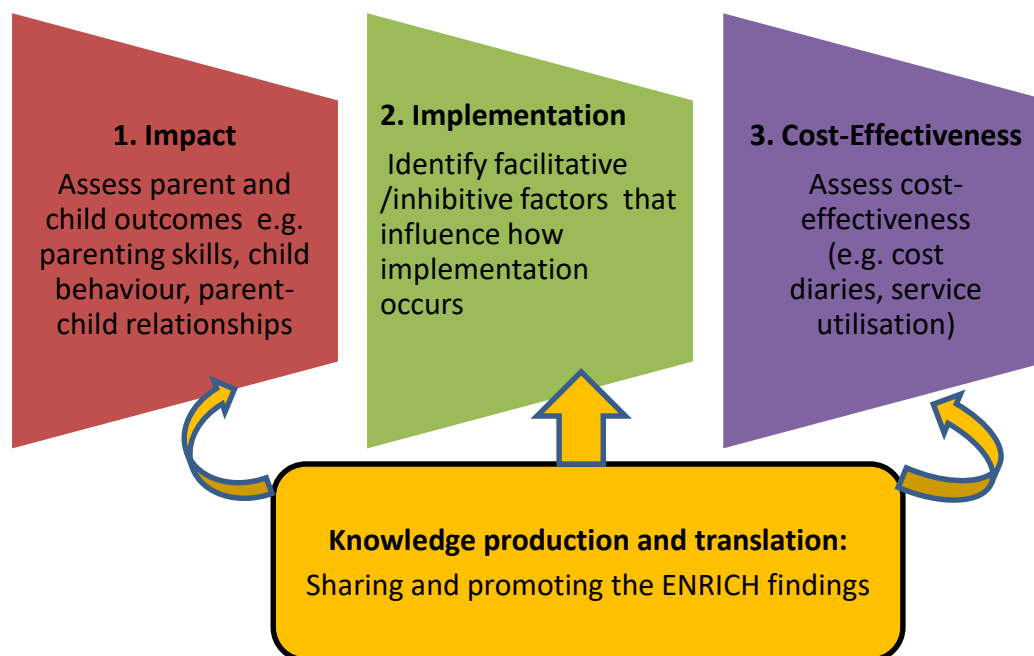 1. Impact
Assess parent and
child outcomes e.g.
parenting skills, child
behaviour, parent-
child relationships
2. Implementation
Identify facilitative
/inhibitive factors that
influence how
implementation
occurs
3. Cost-Effectiveness
Assess cost-
effectiveness
(e.g. cost
diaries, service
utilisation)
Knowledge production and translation:
Sharing and promoting the ENRICH findings